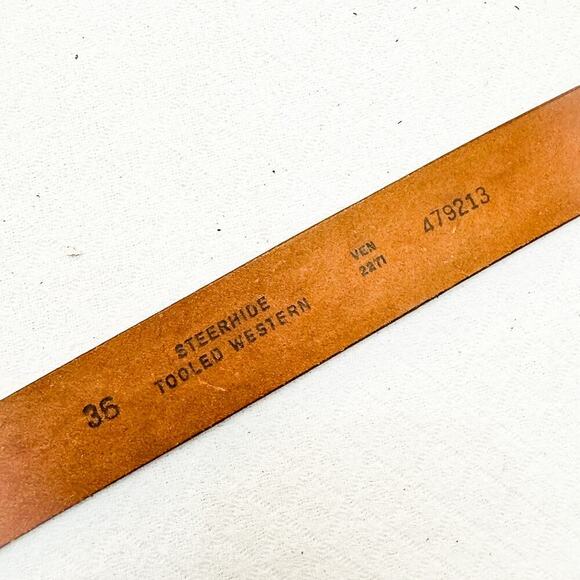 36
STEERHIDE
TOOLED WESTERN
VEN
2271
479213